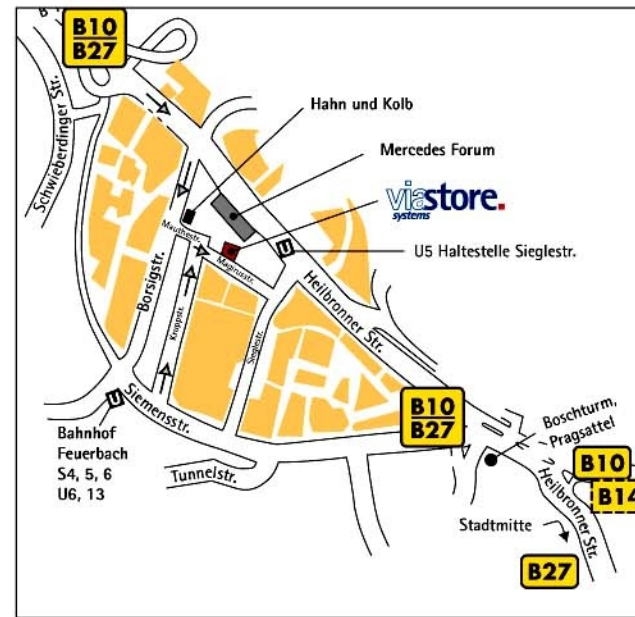 B10
B27
Schwieberdinger Str.
Hahn und Kolb
Mercedes Forum
viastore.
systems
U
U5 Haltestelle Sieglestr.
Mauthestr.
Magirusstr.
Borsigstr.
Kruppstr.
Sieglestr.
Heilbronner Str.
Siemensstr.
U
Bahnhof
Feuerbach
S4, 5, 6
U6, 13
Tunnelstr.
B10
B27
Boschturm,
Pragsattel
B10
B14
Heilbronner Str.
Stadtmitte
B27